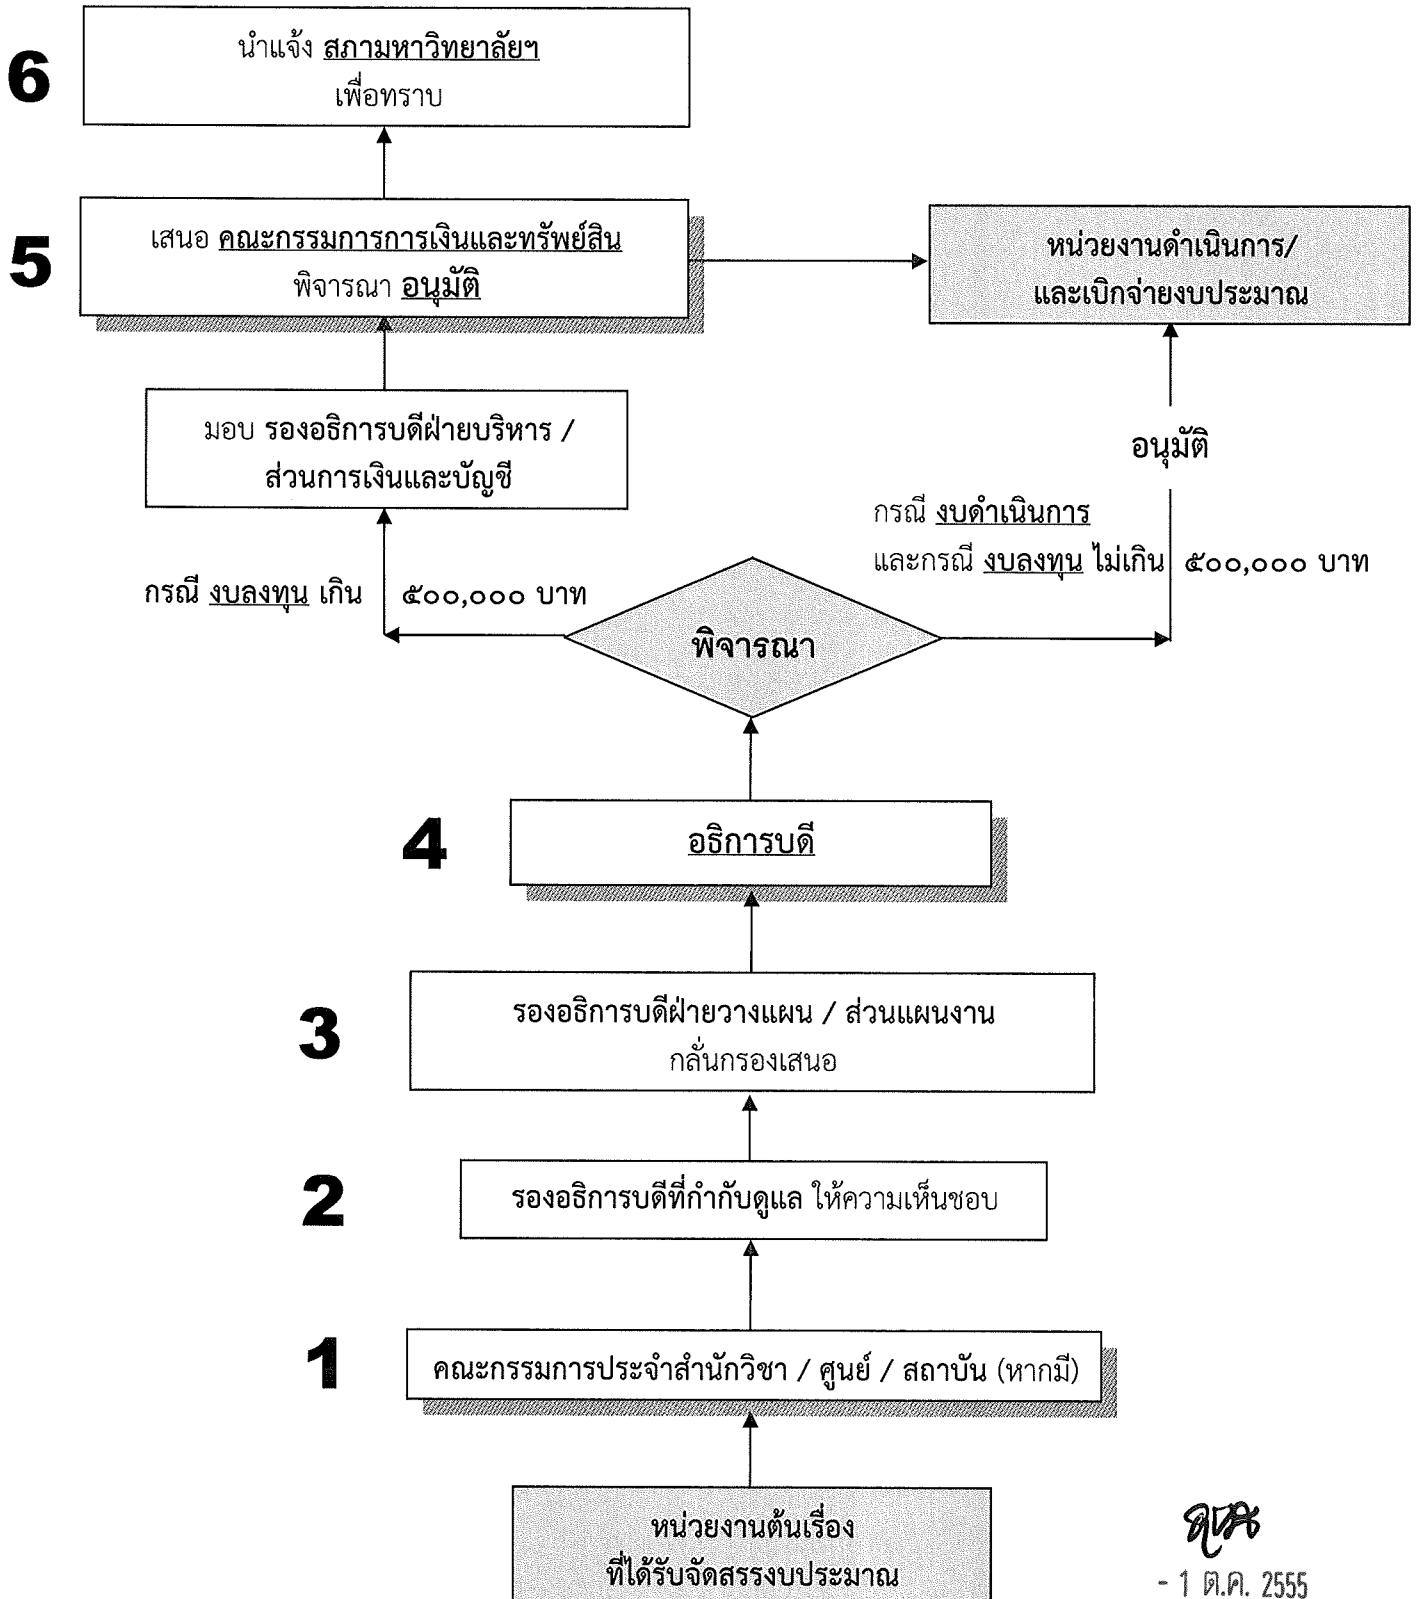 6
นำแจ้ง สภามหาวิทยาลัยฯ
เพื่อทราบ
5
เสนอ คณะกรรมการการเงินและทรัพย์สิน
พิจารณา อนุมัติ
หน่วยงานดำเนินการ/
และเบิกจ่ายงบประมาณ
มอบ รองอธิการบดีฝ่ายบริหาร /
ส่วนการเงินและบัญชี
อนุมัติ
กรณี งบดำเนินการ
และกรณี งบลงทุน ไม่เกิน ๕๐๐,๐๐๐ บาท
กรณี งบลงทุน เกิน ๕๐๐,๐๐๐ บาท
พิจารณา
4
อธิการบดี
3
รองอธิการบดีฝ่ายวางแผน / ส่วนแผนงาน
กลั่นกรองเสนอ
2
รองอธิการบดีที่กำกับดูแล ให้ความเห็นชอบ
1
คณะกรรมการประจำสำนักวิชา / ศูนย์ / สถาบัน (หากมี)
หน่วยงานต้นเรื่อง
ที่ได้รับจัดสรรงบประมาณ
- 1 ต.ค. 2555